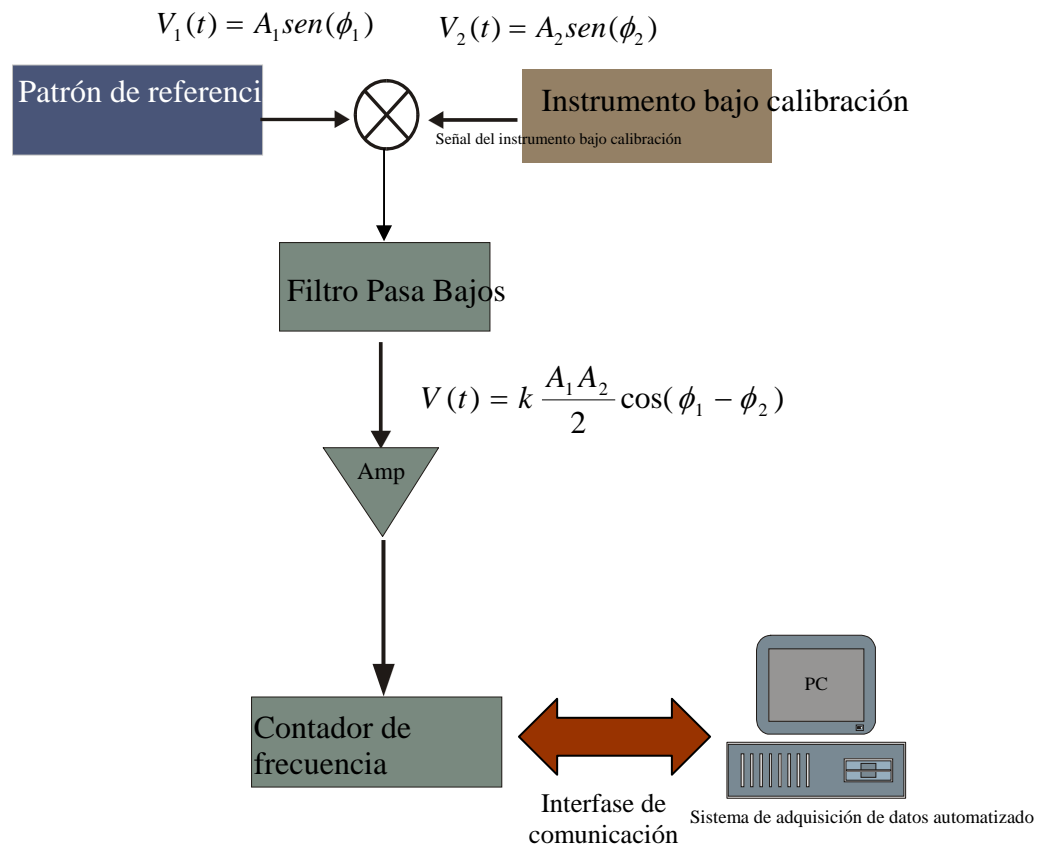 V₁(t) = A₁sen(ϕ₁)
V₂(t) = A₂sen(ϕ₂)
Patrón de referenci
Instrumento bajo calibración
Señal del instrumento bajo calibración
Filtro Pasa Bajos
V(t) = k A₁A₂/2 cos(ϕ₁ − ϕ₂)
Amp
PC
Contador de
frecuencia
Interfase de
comunicación
Sistema de adquisición de datos automatizado